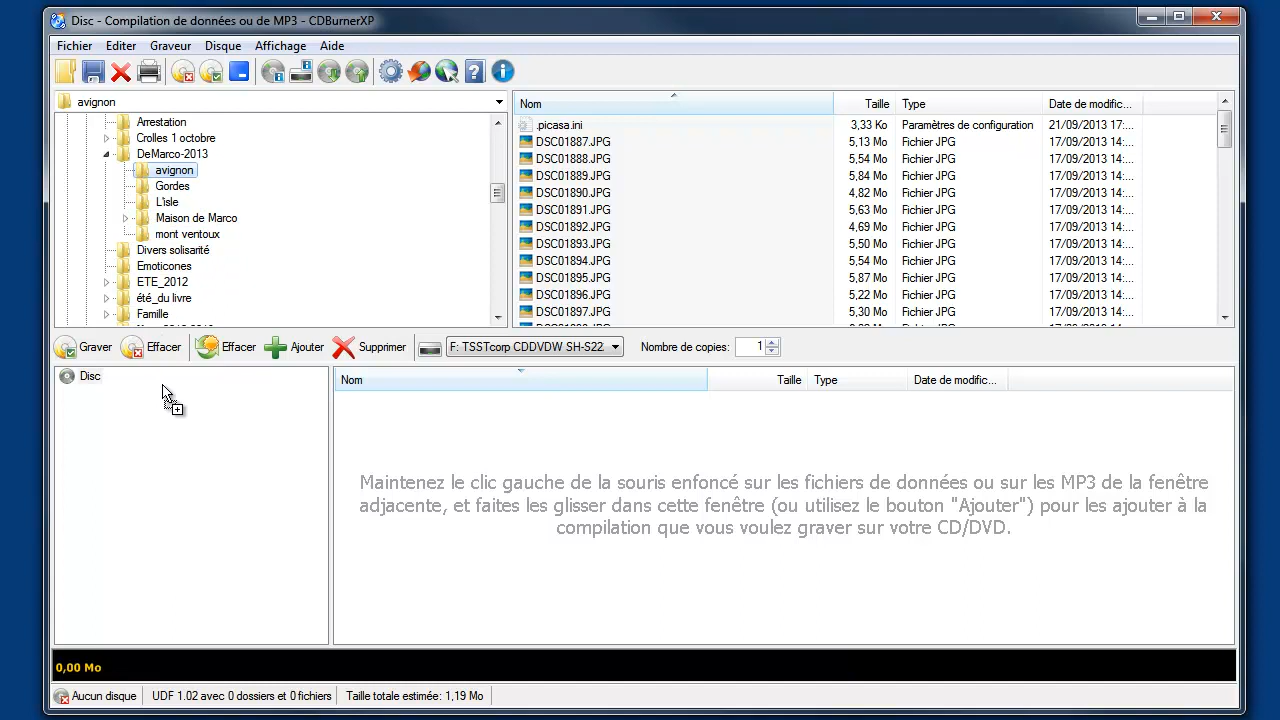 Disc - Compilation de données ou de MP3 - CDBurnerXP
Fichier Editer Graveur Disque Affichage Aide
avignon
Arrestation
Crolles 1 octobre
DeMarco-2013
avignon
Gordes
L'isle
Maison de Marco
mont ventoux
Divers solisarité
Emoticones
ETE_2012
été_du livre
Famille
Nom Taille Type Date de modific...
.picasa.ini 3,33 Ko Paramètres de configuration 21/09/2013 17:...
DSC01887.JPG 5,13 Mo Fichier JPG 17/09/2013 14:...
DSC01888.JPG 5,54 Mo Fichier JPG 17/09/2013 14:...
DSC01889.JPG 5,84 Mo Fichier JPG 17/09/2013 14:...
DSC01890.JPG 4,82 Mo Fichier JPG 17/09/2013 14:...
DSC01891.JPG 5,63 Mo Fichier JPG 17/09/2013 14:...
DSC01892.JPG 4,69 Mo Fichier JPG 17/09/2013 14:...
DSC01893.JPG 5,50 Mo Fichier JPG 17/09/2013 14:...
DSC01894.JPG 5,54 Mo Fichier JPG 17/09/2013 14:...
DSC01895.JPG 5,87 Mo Fichier JPG 17/09/2013 14:...
DSC01896.JPG 5,22 Mo Fichier JPG 17/09/2013 14:...
DSC01897.JPG 5,30 Mo Fichier JPG 17/09/2013 14:...
Graver Effacer Effacer Ajouter Supprimer F: TSSTcorp CDDVDW SH-S22 Nombre de copies: 1
Disc
Nom Taille Type Date de modific...
Maintenez le clic gauche de la souris enfoncé sur les fichiers de données ou sur les MP3 de la fenêtre
adjacente, et faites les glisser dans cette fenêtre (ou utilisez le bouton "Ajouter") pour les ajouter à la
compilation que vous voulez graver sur votre CD/DVD.
0,00 Mo
Aucun disque UDF 1.02 avec 0 dossiers et 0 fichiers Taille totale estimée: 1,19 Mo